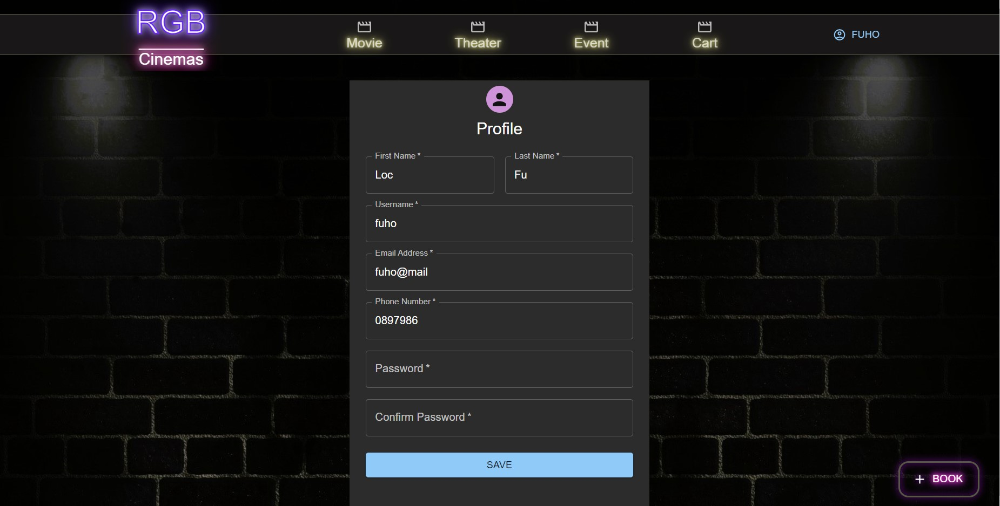 RGB
Cinemas
Movie
Theater
Event
Cart
FUHO
Profile
First Name *
Loc
Last Name *
Fu
Username *
fuho
Email Address *
fuho@mail
Phone Number *
0897986
Password *
Confirm Password *
SAVE
+ BOOK